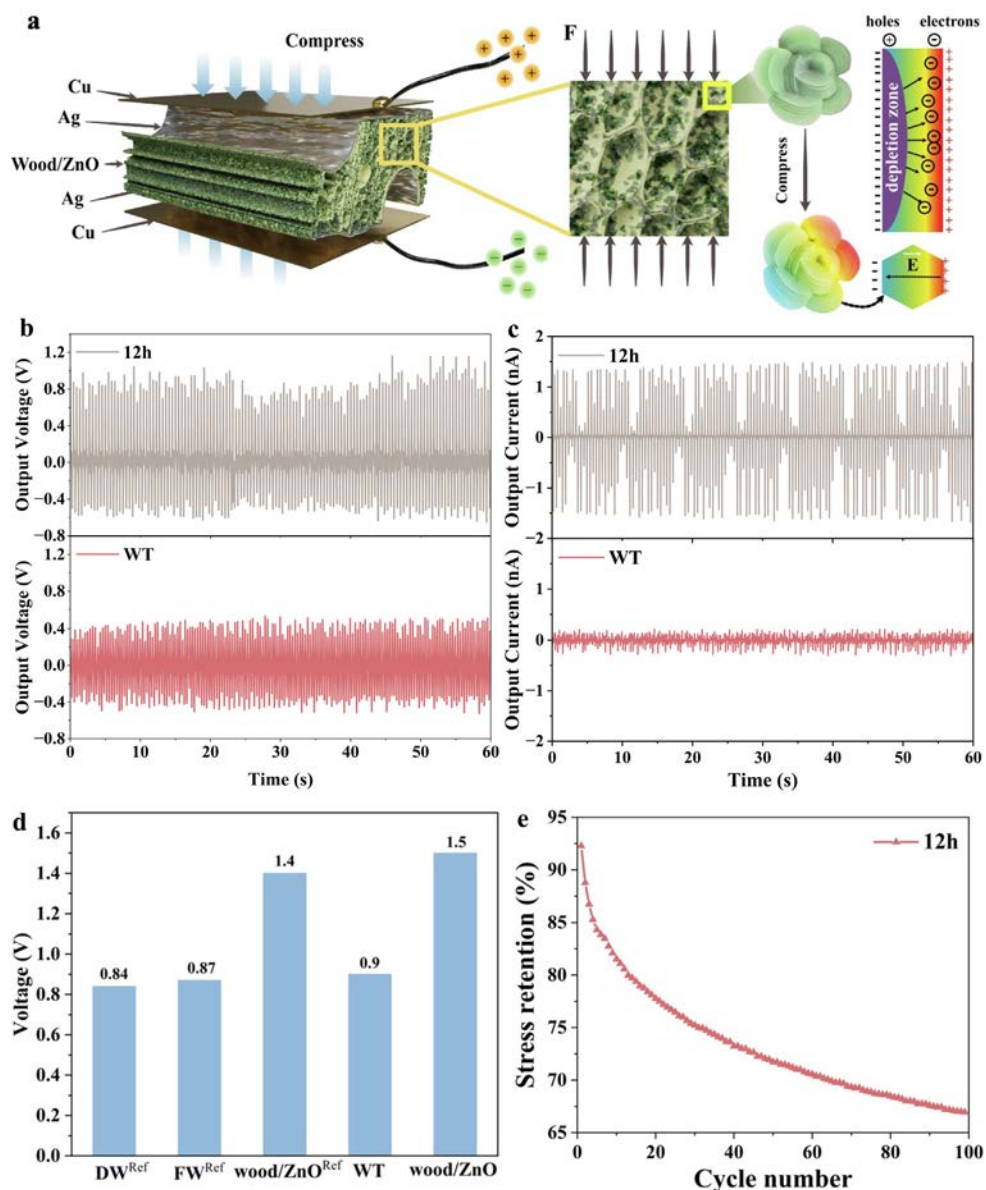 a
Compress
Cu
Ag
Wood/ZnO
Ag
Cu
F
Compress
holes
electrons
depletion zone
E
b
12h
Output Voltage (V)
1.2
0.8
0.4
0.0
−0.4
−0.8
WT
Output Voltage (V)
1.2
0.8
0.4
0.0
−0.4
−0.8
0 10 20 30 40 50 60
Time (s)
c
12h
Output Current (nA)
2
1
0
−1
−2
WT
Output Current (nA)
2
1
0
−1
−2
0 10 20 30 40 50 60
Time (s)
d
Voltage (V)
1.6
1.4
1.2
1.0
0.8
0.6
0.4
0.2
0.0
0.84
0.87
1.4
0.9
1.5
DWRef FWRef wood/ZnORef WT wood/ZnO
e
12h
Stress retention (%)
95
90
85
80
75
70
65
0 20 40 60 80 100
Cycle number